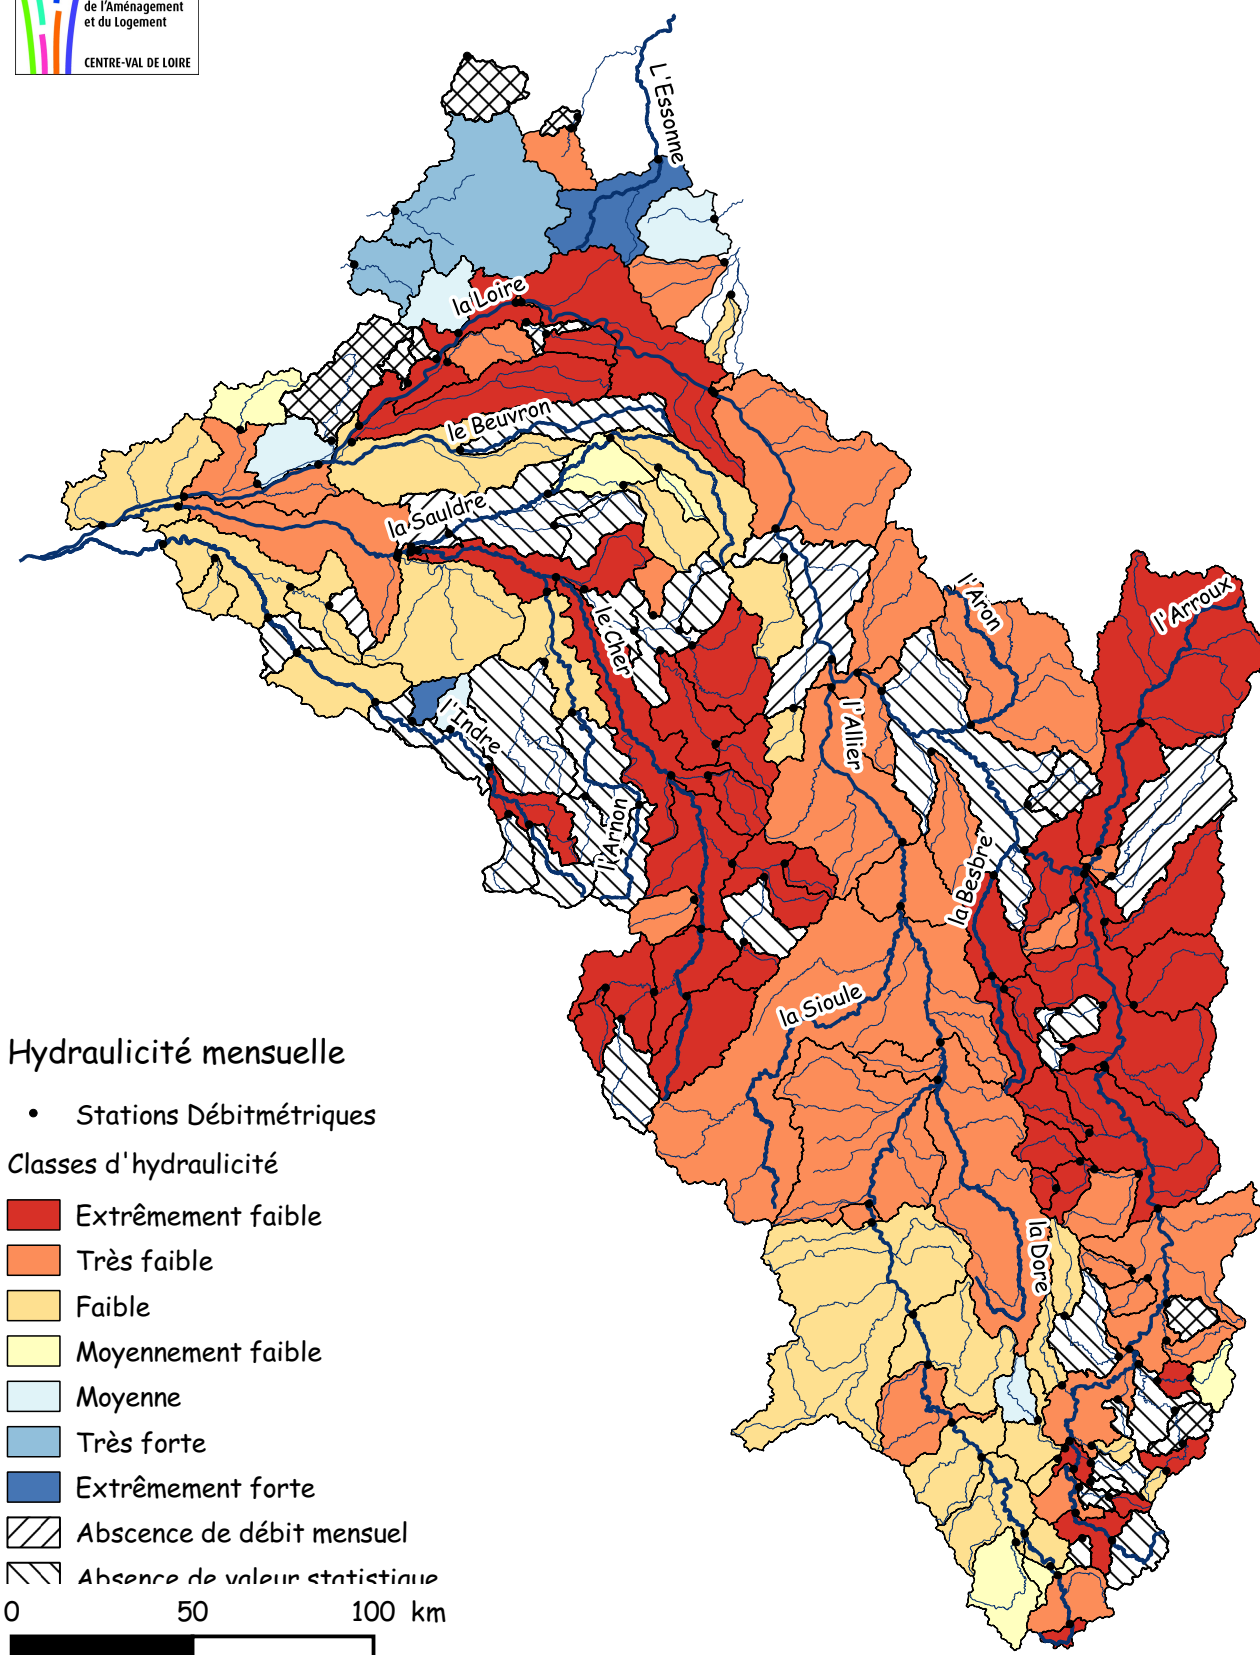 de l'Aménagement
et du Logement
CENTRE-VAL DE LOIRE
L'Essonne
la Loire
le Beuvron
la Sauldre
le Cher
l'Aron
l'Arroux
l'Indre
l'Allier
l'Arnon
la Besbre
la Sioule
la Dore
Hydraulicité mensuelle
Stations Débitmétriques
Classes d'hydraulicité
Extrêmement faible
Très faible
Faible
Moyennement faible
Moyenne
Très forte
Extrêmement forte
Abscence de débit mensuel
Absence de valeur statistique
0 50 100 km